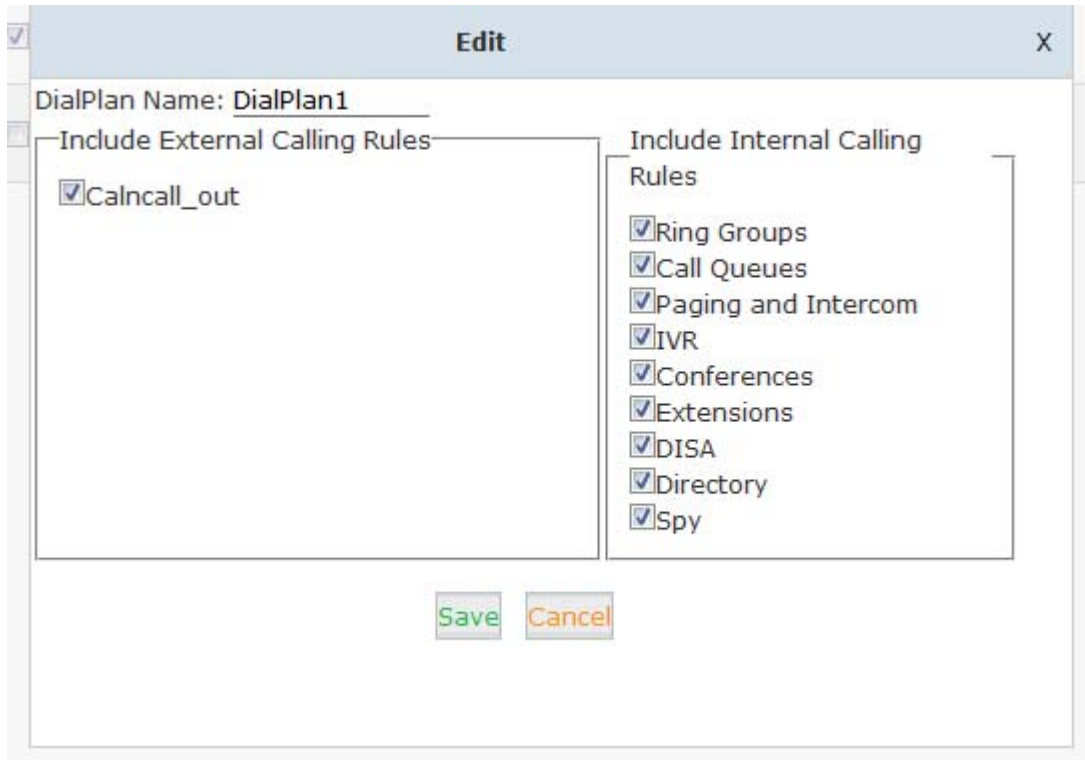 Edit
X
DialPlan Name: DialPlan1
Include External Calling Rules
Calncall_out
Include Internal Calling
Rules
Ring Groups
Call Queues
Paging and Intercom
IVR
Conferences
Extensions
DISA
Directory
Spy
Save
Cancel